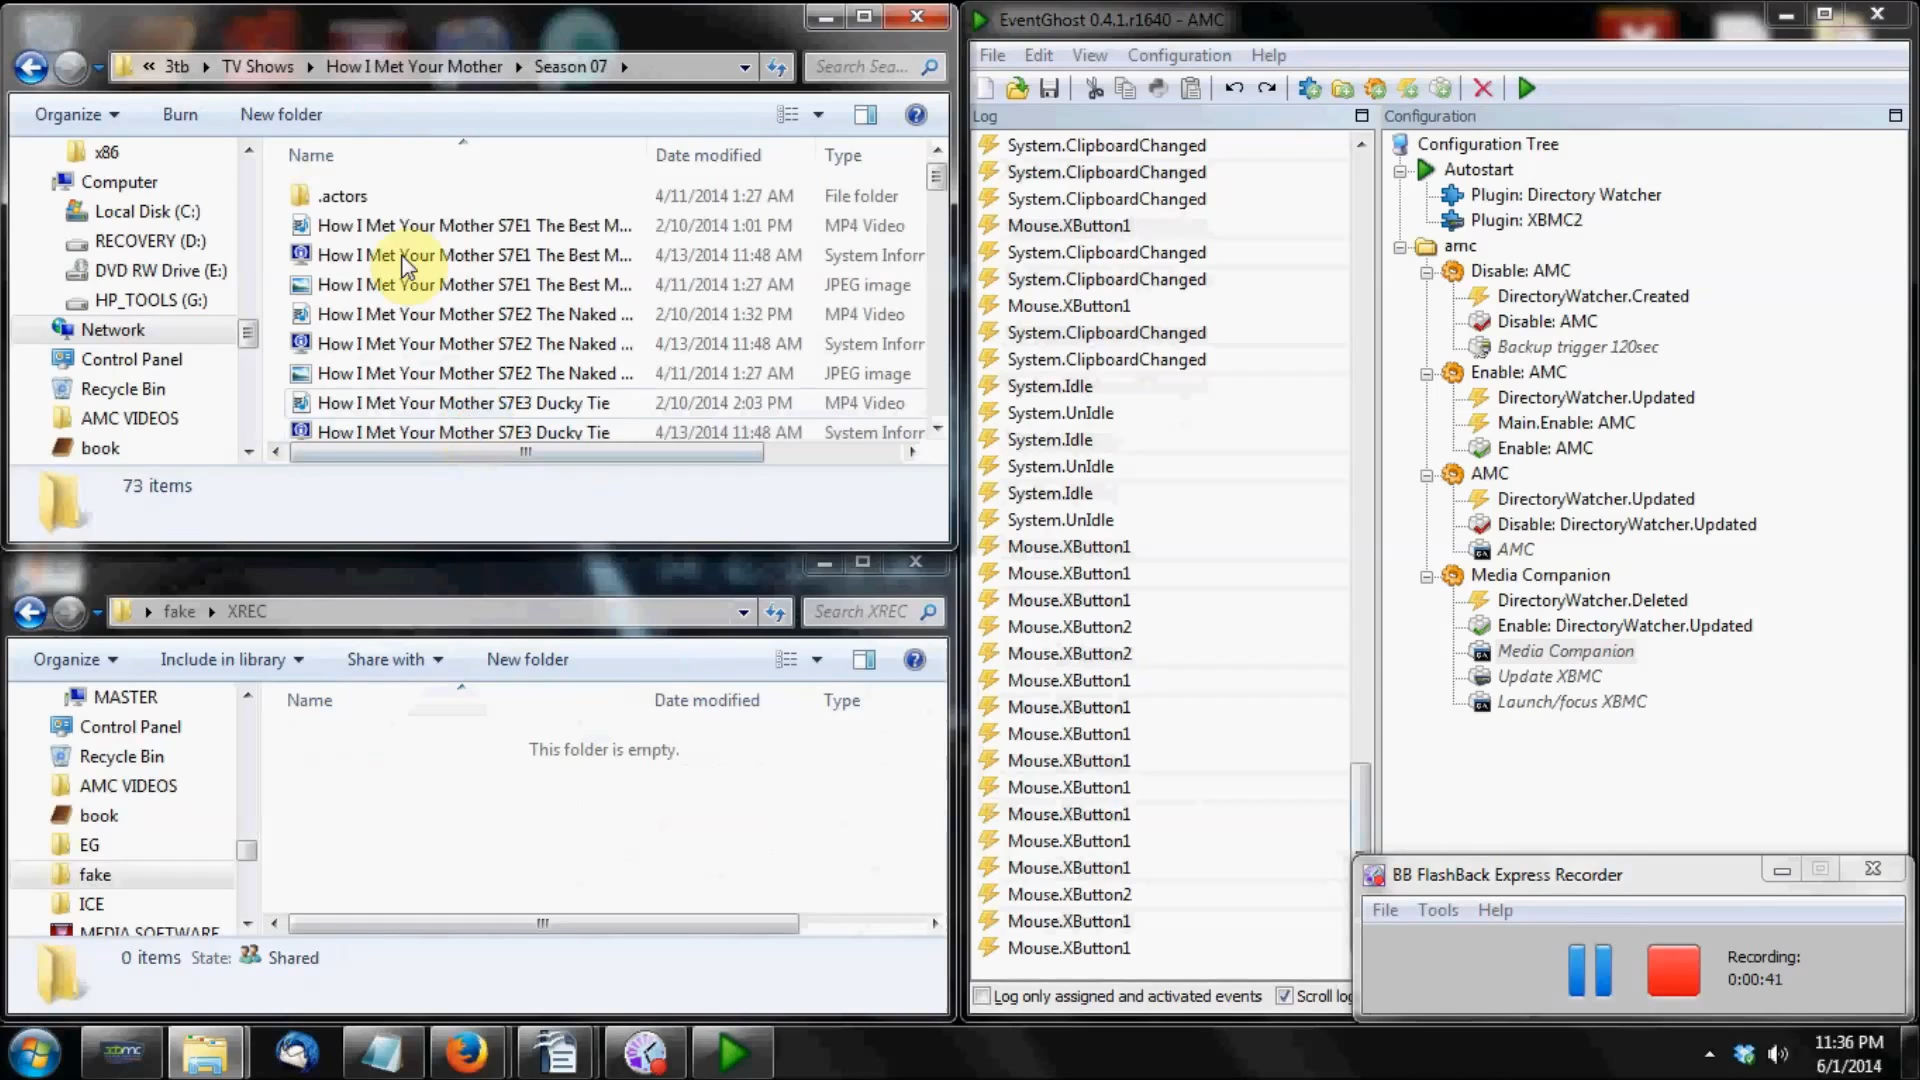 « 3tb TV Shows How I Met Your Mother Season 07 Search Sea...
Organize Burn New folder
Name Date modified Type
x86
Computer
Local Disk (C:)
RECOVERY (D:)
DVD RW Drive (E:)
HP_TOOLS (G:)
Network
Control Panel
Recycle Bin
AMC VIDEOS
book
.actors 4/11/2014 1:27 AM File folder
How I Met Your Mother S7E1 The Best M... 2/10/2014 1:01 PM MP4 Video
How I Met Your Mother S7E1 The Best M... 4/13/2014 11:48 AM System Inforr
How I Met Your Mother S7E1 The Best M... 4/11/2014 1:27 AM JPEG image
How I Met Your Mother S7E2 The Naked ... 2/10/2014 1:32 PM MP4 Video
How I Met Your Mother S7E2 The Naked ... 4/13/2014 11:48 AM System Inforr
How I Met Your Mother S7E2 The Naked ... 4/11/2014 1:27 AM JPEG image
How I Met Your Mother S7E3 Ducky Tie 2/10/2014 2:03 PM MP4 Video
How I Met Your Mother S7E3 Ducky Tie 4/13/2014 11:48 AM System Inforr
73 items
fake XREC Search XREC
Organize Include in library Share with New folder
Name Date modified Type
MASTER
Control Panel
Recycle Bin
AMC VIDEOS
book
EG
fake
ICE
MEDIA SOFTWARE
This folder is empty.
0 items State: Shared
EventGhost 0.4.1.r1640 - AMC
File Edit View Configuration Help
Log
System.ClipboardChanged
System.ClipboardChanged
System.ClipboardChanged
Mouse.XButton1
System.ClipboardChanged
System.ClipboardChanged
Mouse.XButton1
System.ClipboardChanged
System.ClipboardChanged
System.Idle
System.UnIdle
System.Idle
System.UnIdle
System.Idle
System.UnIdle
Mouse.XButton1
Mouse.XButton1
Mouse.XButton1
Mouse.XButton2
Mouse.XButton2
Mouse.XButton1
Mouse.XButton1
Mouse.XButton1
Mouse.XButton1
Mouse.XButton1
Mouse.XButton1
Mouse.XButton1
Mouse.XButton1
Mouse.XButton2
Mouse.XButton1
Mouse.XButton1
Log only assigned and activated events Scroll log
Configuration
Configuration Tree
Autostart
Plugin: Directory Watcher
Plugin: XBMC2
amc
Disable: AMC
DirectoryWatcher.Created
Disable: AMC
Backup trigger 120sec
Enable: AMC
DirectoryWatcher.Updated
Main.Enable: AMC
Enable: AMC
AMC
DirectoryWatcher.Updated
Disable: DirectoryWatcher.Updated
AMC
Media Companion
DirectoryWatcher.Deleted
Enable: DirectoryWatcher.Updated
Media Companion
Update XBMC
Launch/focus XBMC
BB FlashBack Express Recorder
File Tools Help
Recording:
0:00:41
xbmc
11:36 PM
6/1/2014